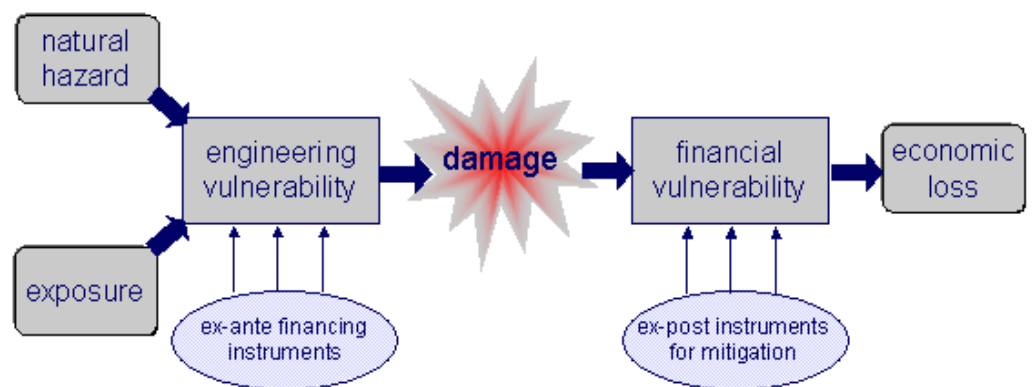 natural
hazard
exposure
engineering
vulnerability
ex-ante financing
instruments
damage
financial
vulnerability
ex-post instruments
for mitigation
economic
loss